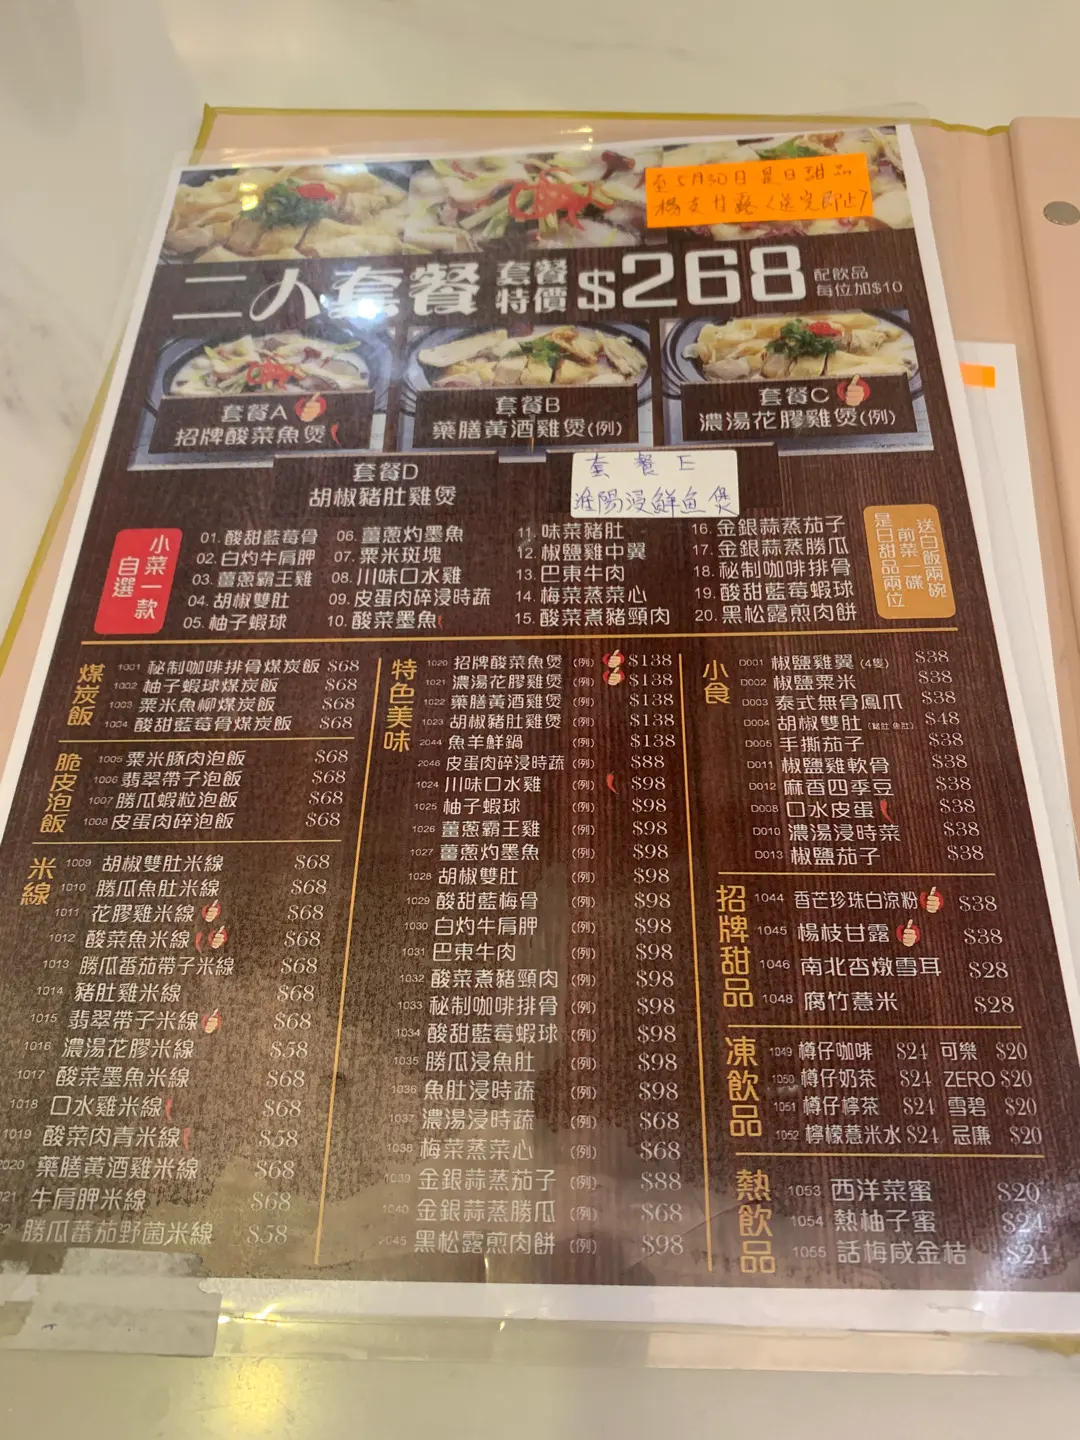 至5月30日是日甜品
楊支甘露<送完即止>
二人套餐 套餐特價 $268 配飲品 每位加$10
套餐A
招牌酸菜魚煲
套餐B
藥膳黃酒雞煲(例)
套餐C
濃湯花膠雞煲(例)
套餐D
胡椒豬肚雞煲
套餐E
淮陽浸鮮魚煲
小菜一款
自選
01. 酸甜藍莓骨
02. 白灼牛肩胛
03. 薑蔥霸王雞
04. 胡椒雙肚
05. 柚子蝦球
06. 薑蔥灼墨魚
07. 粟米斑塊
08. 川味口水雞
09. 皮蛋肉碎浸時蔬
10. 酸菜墨魚
11. 味菜豬肚
12. 椒鹽雞中翼
13. 巴東牛肉
14. 梅菜蒸菜心
15. 酸菜煮豬頸肉
16. 金銀蒜蒸茄子
17. 金銀蒜蒸勝瓜
18. 秘制咖啡排骨
19. 酸甜藍莓蝦球
20. 黑松露煎肉餅
送白飯兩碗
前菜一碟
是日甜品兩位
煤炭飯
1001 秘制咖啡排骨煤炭飯 $68
1002 柚子蝦球煤炭飯 $68
1003 粟米魚柳煤炭飯 $68
1004 酸甜藍莓骨煤炭飯 $68
脆皮泡飯
1005 粟米豚肉泡飯 $68
1006 翡翠帶子泡飯 $68
1007 勝瓜蝦粒泡飯 $68
1008 皮蛋肉碎泡飯 $68
米線
1009 胡椒雙肚米線 $68
1010 勝瓜魚肚米線 $68
1011 花膠雞米線 $68
1012 酸菜魚米線 $68
1013 勝瓜番茄帶子米線 $68
1014 豬肚雞米線 $68
1015 翡翠帶子米線 $68
1016 濃湯花膠米線 $58
1017 酸菜墨魚米線 $68
1018 口水雞米線 $68
1019 酸菜肉青米線 $58
2020 藥膳黃酒雞米線 $68
21 牛肩胛米線 $68
22 勝瓜蕃茄野菌米線 $58
特色美味
1020 招牌酸菜魚煲 (例) $138
1021 濃湯花膠雞煲 (例) $138
1022 藥膳黃酒雞煲 (例) $138
1023 胡椒豬肚雞煲 (例) $138
2044 魚羊鮮鍋 (例) $138
2046 皮蛋肉碎浸時蔬 (例) $88
1024 川味口水雞 (例) $98
1025 柚子蝦球 (例) $98
1026 薑蔥霸王雞 (例) $98
1027 薑蔥灼墨魚 (例) $98
1028 胡椒雙肚 (例) $98
1029 酸甜藍梅骨 (例) $98
1030 白灼牛肩胛 (例) $98
1031 巴東牛肉 (例) $98
1032 酸菜煮豬頸肉 (例) $98
1033 秘制咖啡排骨 (例) $98
1034 酸甜藍莓蝦球 (例) $98
1035 勝瓜浸魚肚 (例) $98
1036 魚肚浸時蔬 (例) $98
1037 濃湯浸時蔬 (例) $68
1038 梅菜蒸菜心 (例) $68
1039 金銀蒜蒸茄子 (例) $88
1040 金銀蒜蒸勝瓜 (例) $68
2045 黑松露煎肉餅 (例) $98
小食
D001 椒鹽雞翼 (4隻) $38
D002 椒鹽粟米 $38
D003 泰式無骨鳳爪 $38
D004 胡椒雙肚 (豬肚 魚肚) $48
D005 手撕茄子 $38
D011 椒鹽雞軟骨 $38
D012 麻香四季豆 $38
D008 口水皮蛋 $38
D010 濃湯浸時菜 $38
D013 椒鹽茄子 $38
招牌甜品
1044 香芒珍珠白涼粉 $38
1045 楊枝甘露 $38
1046 南北杏燉雪耳 $28
1048 腐竹薏米 $28
凍飲品
1049 樽仔咖啡 $24 可樂 $20
1050 樽仔奶茶 $24 ZERO $20
1051 樽仔檸茶 $24 雪碧 $20
1052 檸檬薏米水 $24 忌廉 $20
熱飲品
1053 西洋菜蜜 $20
1054 熱柚子蜜 $24
1055 話梅咸金桔 $24